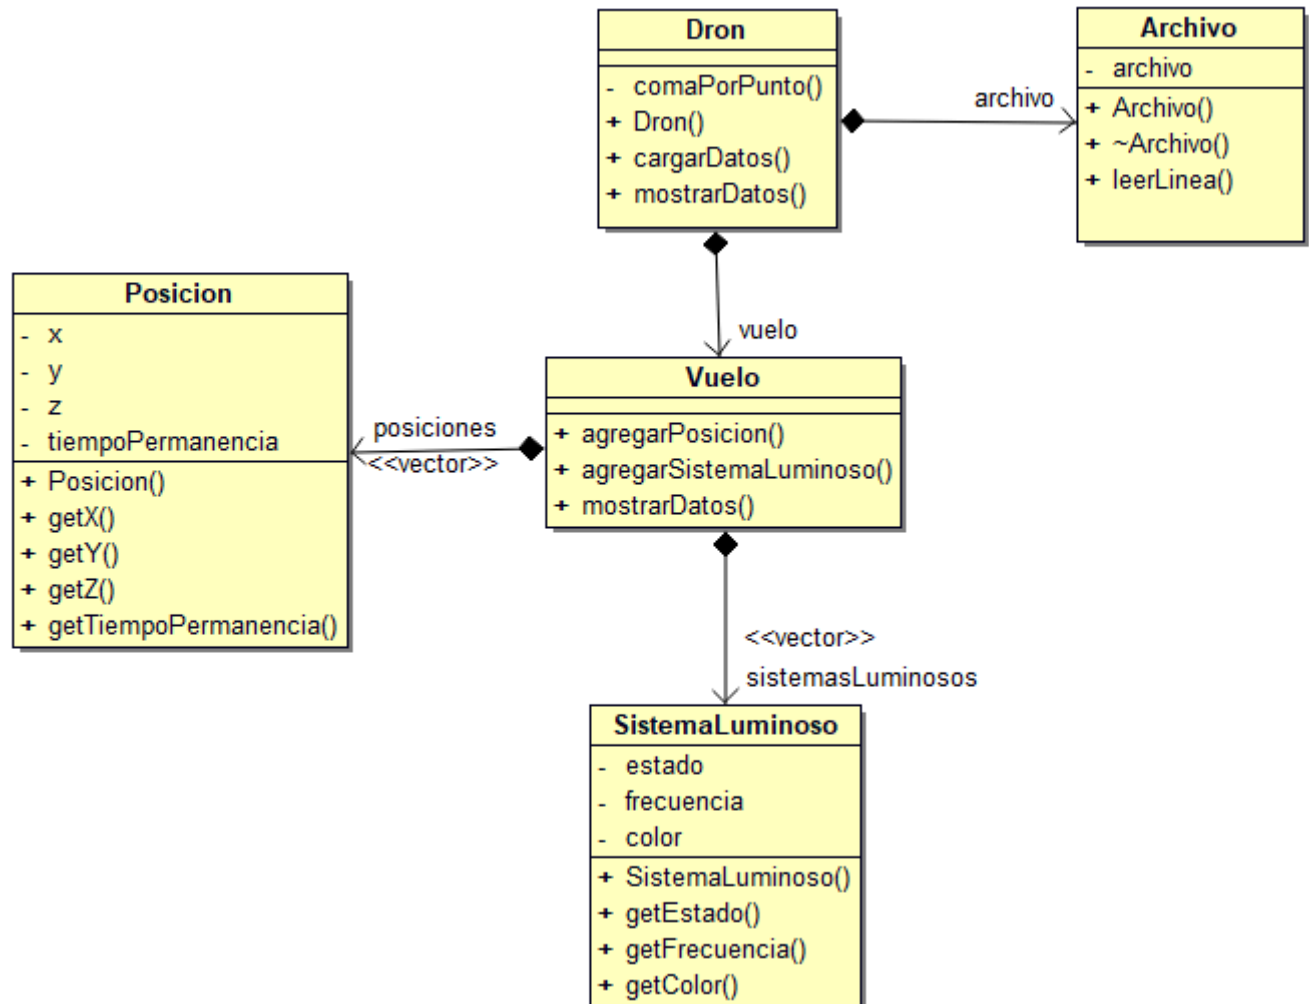 Dron
- comaPorPunto()
+ Dron()
+ cargarDatos()
+ mostrarDatos()
archivo
Archivo
- archivo
+ Archivo()
+ ~Archivo()
+ leerLinea()
vuelo
Posicion
- x
- y
- z
- tiempoPermanencia
+ Posicion()
+ getX()
+ getY()
+ getZ()
+ getTiempoPermanencia()
posiciones
<<vector>>
Vuelo
+ agregarPosicion()
+ agregarSistemaLuminoso()
+ mostrarDatos()
<<vector>>
sistemasLuminosos
SistemaLuminoso
- estado
- frecuencia
- color
+ SistemaLuminoso()
+ getEstado()
+ getFrecuencia()
+ getColor()